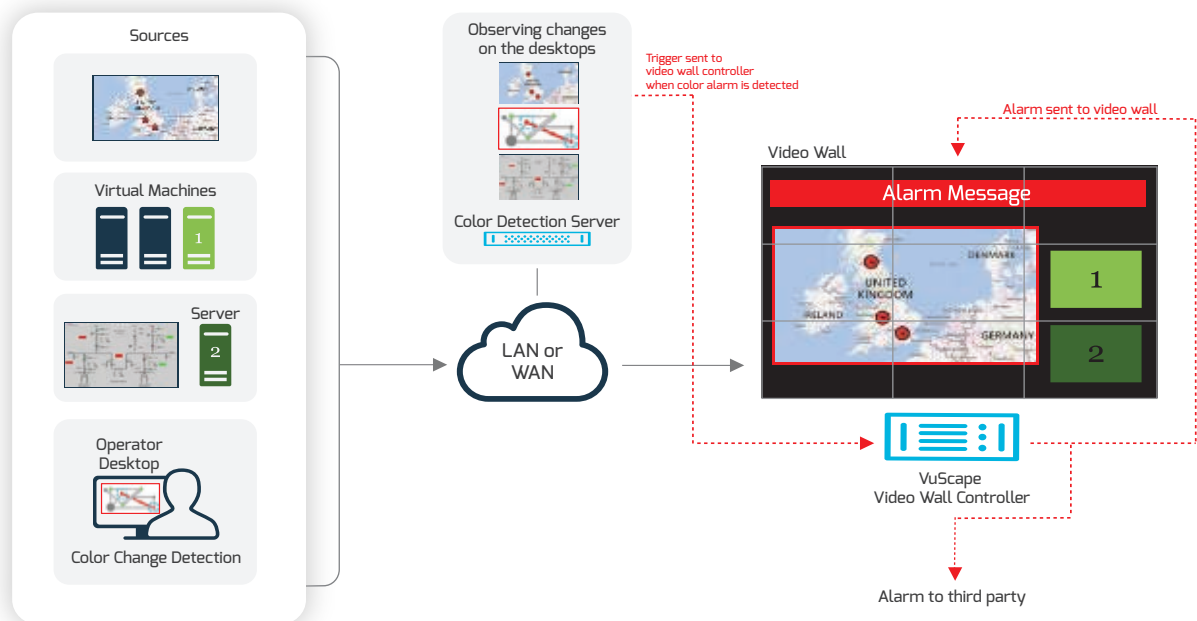 Sources
Virtual Machines
1
Server
2
Operator
Desktop
Color Change Detection
Observing changes
on the desktops
Color Detection Server
LAN or
WAN
Trigger sent to
video wall controller
when color alarm is detected
Alarm sent to video wall
Video Wall
Alarm Message
DENMARK
UNITED
KINGDOM
IRELAND
GERMANY
1
2
VuScape
Video Wall Controller
Alarm to third party